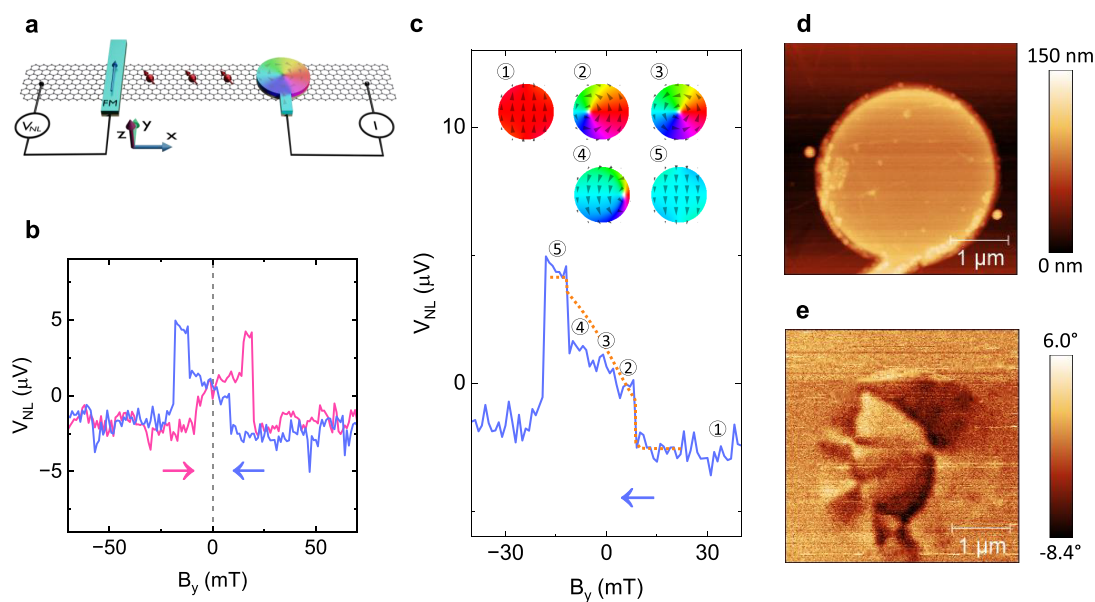 a
FM
V_NL
z
y
x
I
b
V_NL (μV)
5
0
−5
−50
0
50
B_y (mT)
c
① ② ③
④ ⑤
10
0
V_NL (μV)
⑤
④
③
②
①
−30
0
30
B_y (mT)
d
150 nm
0 nm
1 μm
e
6.0°
-8.4°
1 μm